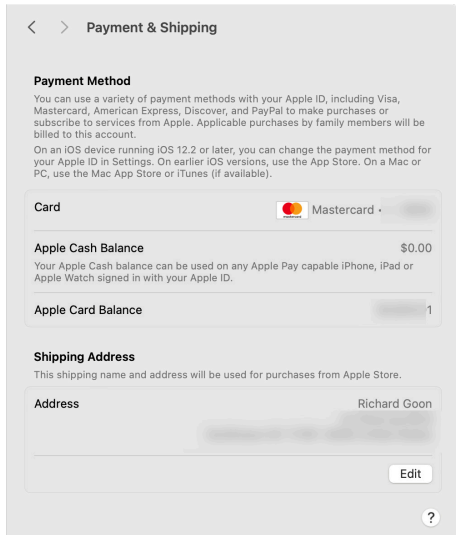 Payment & Shipping
Payment Method
You can use a variety of payment methods with your Apple ID, including Visa,
Mastercard, American Express, Discover, and PayPal to make purchases or
subscribe to services from Apple. Applicable purchases by family members will be
billed to this account.
On an iOS device running iOS 12.2 or later, you can change the payment method for
your Apple ID in Settings. On earlier iOS versions, use the App Store. On a Mac or
PC, use the Mac App Store or iTunes (if available).
Card mastercard Mastercard •
Apple Cash Balance $0.00
Your Apple Cash balance can be used on any Apple Pay capable iPhone, iPad or
Apple Watch signed in with your Apple ID.
Apple Card Balance 1
Shipping Address
This shipping name and address will be used for purchases from Apple Store.
Address Richard Goon
Edit
?